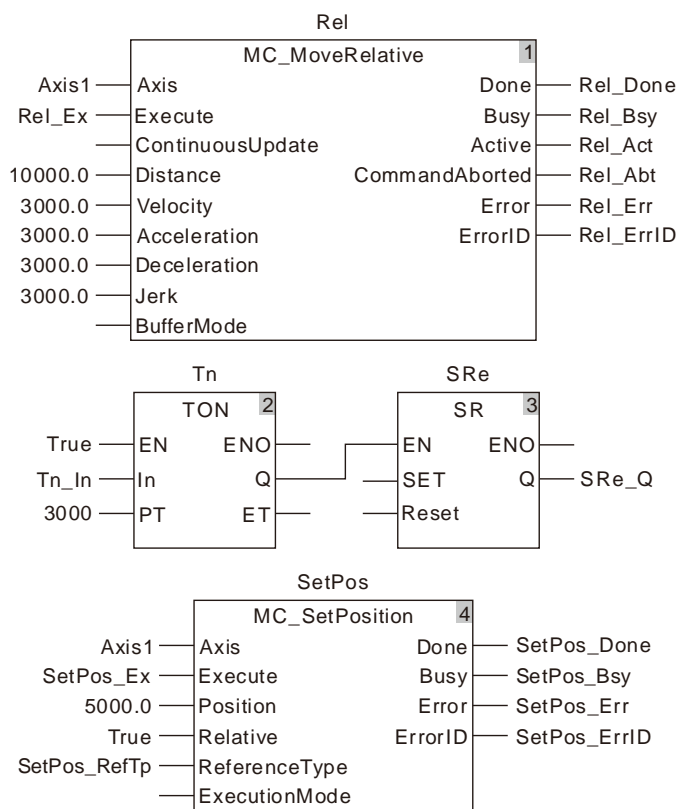 Rel
MC_MoveRelative 1
Axis1 Axis Done Rel_Done
Rel_Ex Execute Busy Rel_Bsy
ContinuousUpdate Active Rel_Act
10000.0 Distance CommandAborted Rel_Abt
3000.0 Velocity Error Rel_Err
3000.0 Acceleration ErrorID Rel_ErrID
3000.0 Deceleration
3000.0 Jerk
BufferMode
Tn SRe
TON 2 SR 3
True EN ENO EN ENO
Tn_In In Q SET Q SRe_Q
3000 PT ET Reset
SetPos
MC_SetPosition 4
Axis1 Axis Done SetPos_Done
SetPos_Ex Execute Busy SetPos_Bsy
5000.0 Position Error SetPos_Err
True Relative ErrorID SetPos_ErrID
SetPos_RefTp ReferenceType
ExecutionMode